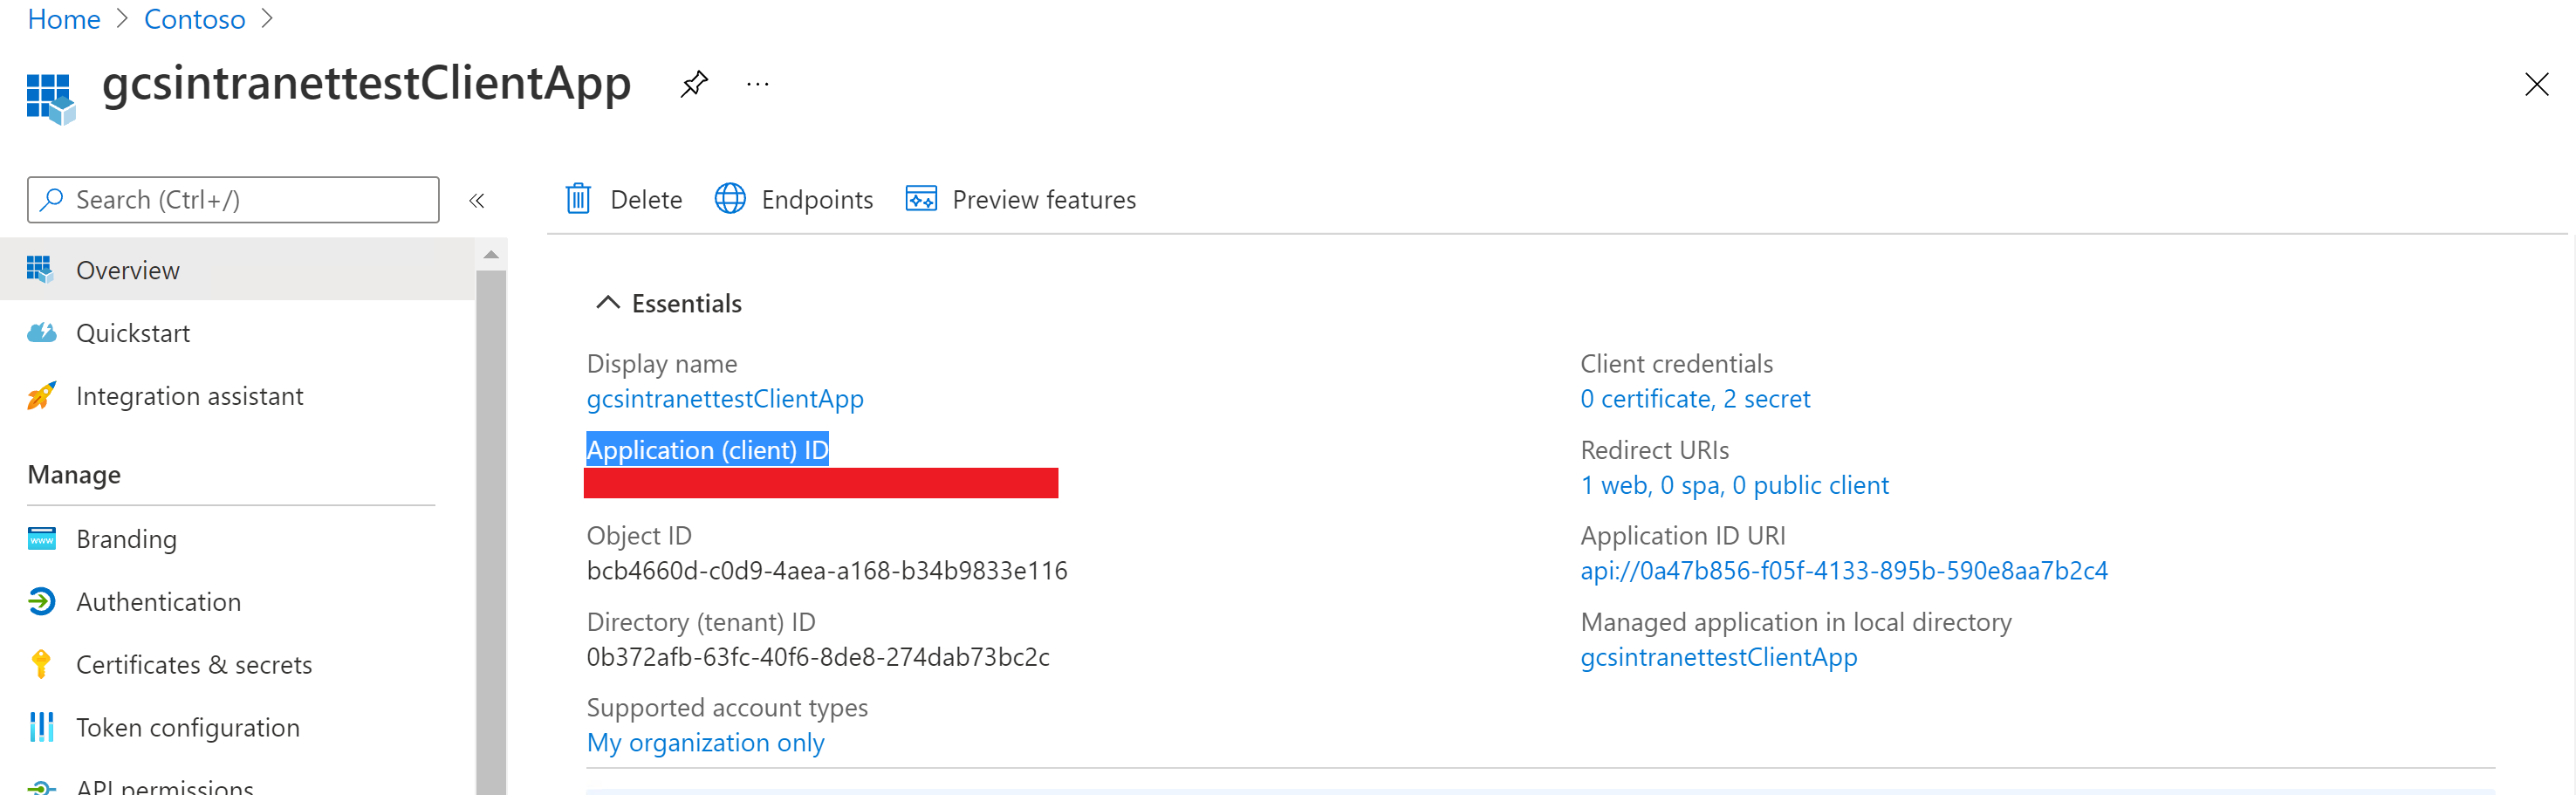 Home > Contoso >
gcsintranettestClientApp
Search (Ctrl+/)
«
Delete
Endpoints
Preview features
Overview
Quickstart
Integration assistant
Manage
Branding
Authentication
Certificates & secrets
Token configuration
API permissions
Essentials
Display name
gcsintranettestClientApp
Application (client) ID
Object ID
bcb4660d-c0d9-4aea-a168-b34b9833e116
Directory (tenant) ID
0b372afb-63fc-40f6-8de8-274dab73bc2c
Supported account types
My organization only
Client credentials
0 certificate, 2 secret
Redirect URIs
1 web, 0 spa, 0 public client
Application ID URI
api://0a47b856-f05f-4133-895b-590e8aa7b2c4
Managed application in local directory
gcsintranettestClientApp